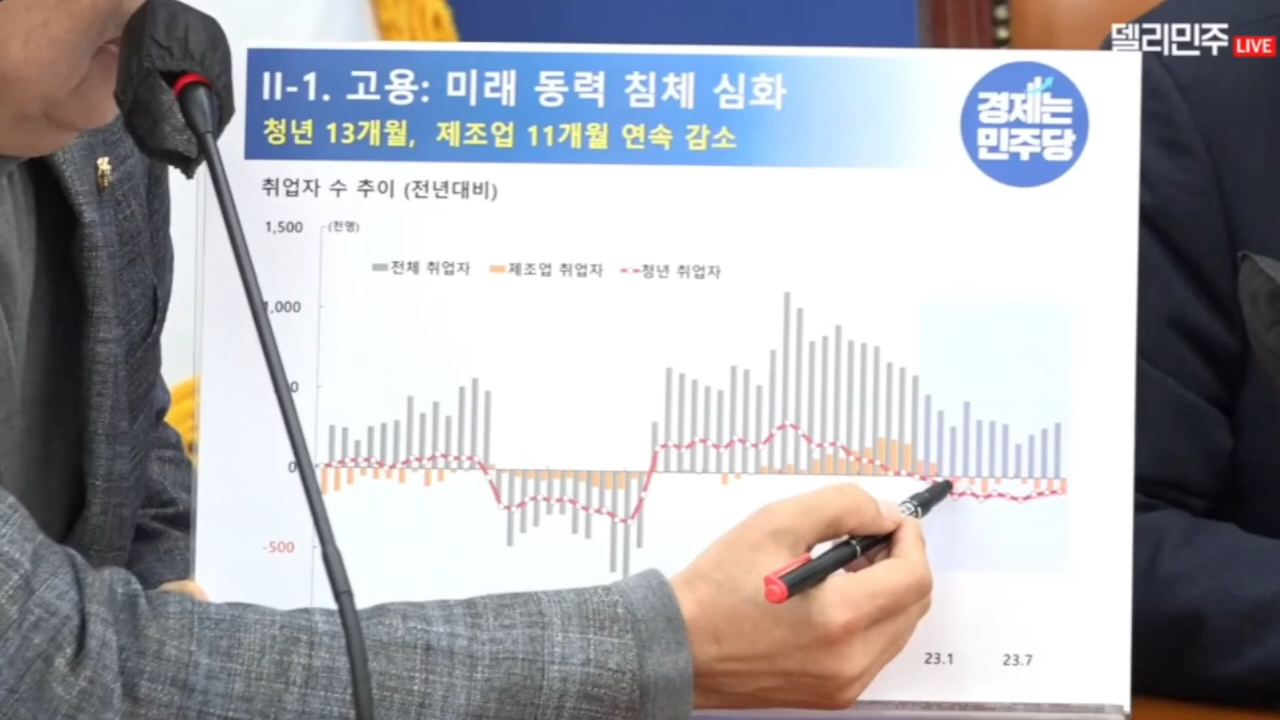 델리민주 LIVE
II-1. 고용: 미래 동력 침체 심화
청년 13개월, 제조업 11개월 연속 감소
경제는
민주당
취업자 수 추이 (전년대비)
1,500 (천명)
전체 취업자 제조업 취업자 청년 취업자
,000
0
0
-500
23.1 23.7